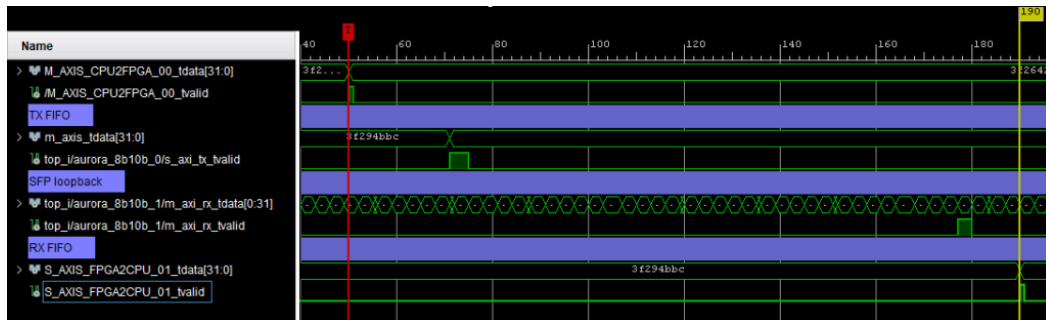 190
T
Name
40 60 80 100 120 140 160 180
M_AXIS_CPU2FPGA_00_tdata[31:0] 3f2...
/M_AXIS_CPU2FPGA_00_tvalid
TX FIFO
m_axis_tdata[31:0] 3f294bbc
top_i/aurora_8b10b_0/s_axi_tx_tvalid
SFP loopback
top_i/aurora_8b10b_1/m_axi_rx_tdata[0:31]
top_i/aurora_8b10b_1/m_axi_rx_tvalid
RX FIFO
S_AXIS_FPGA2CPU_01_tdata[31:0] 3f294bbc
S_AXIS_FPGA2CPU_01_tvalid